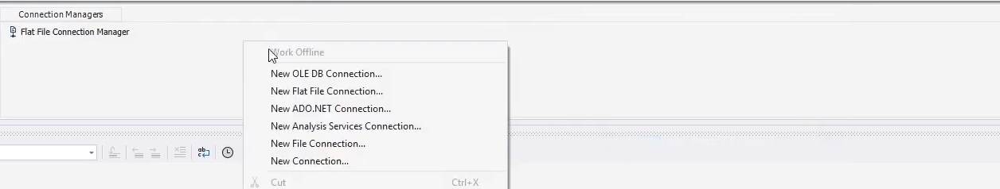 Connection Managers
Flat File Connection Manager
Work Offline
New OLE DB Connection...
New Flat File Connection...
New ADO.NET Connection...
New Analysis Services Connection...
New File Connection...
New Connection...
Cut Ctrl+X